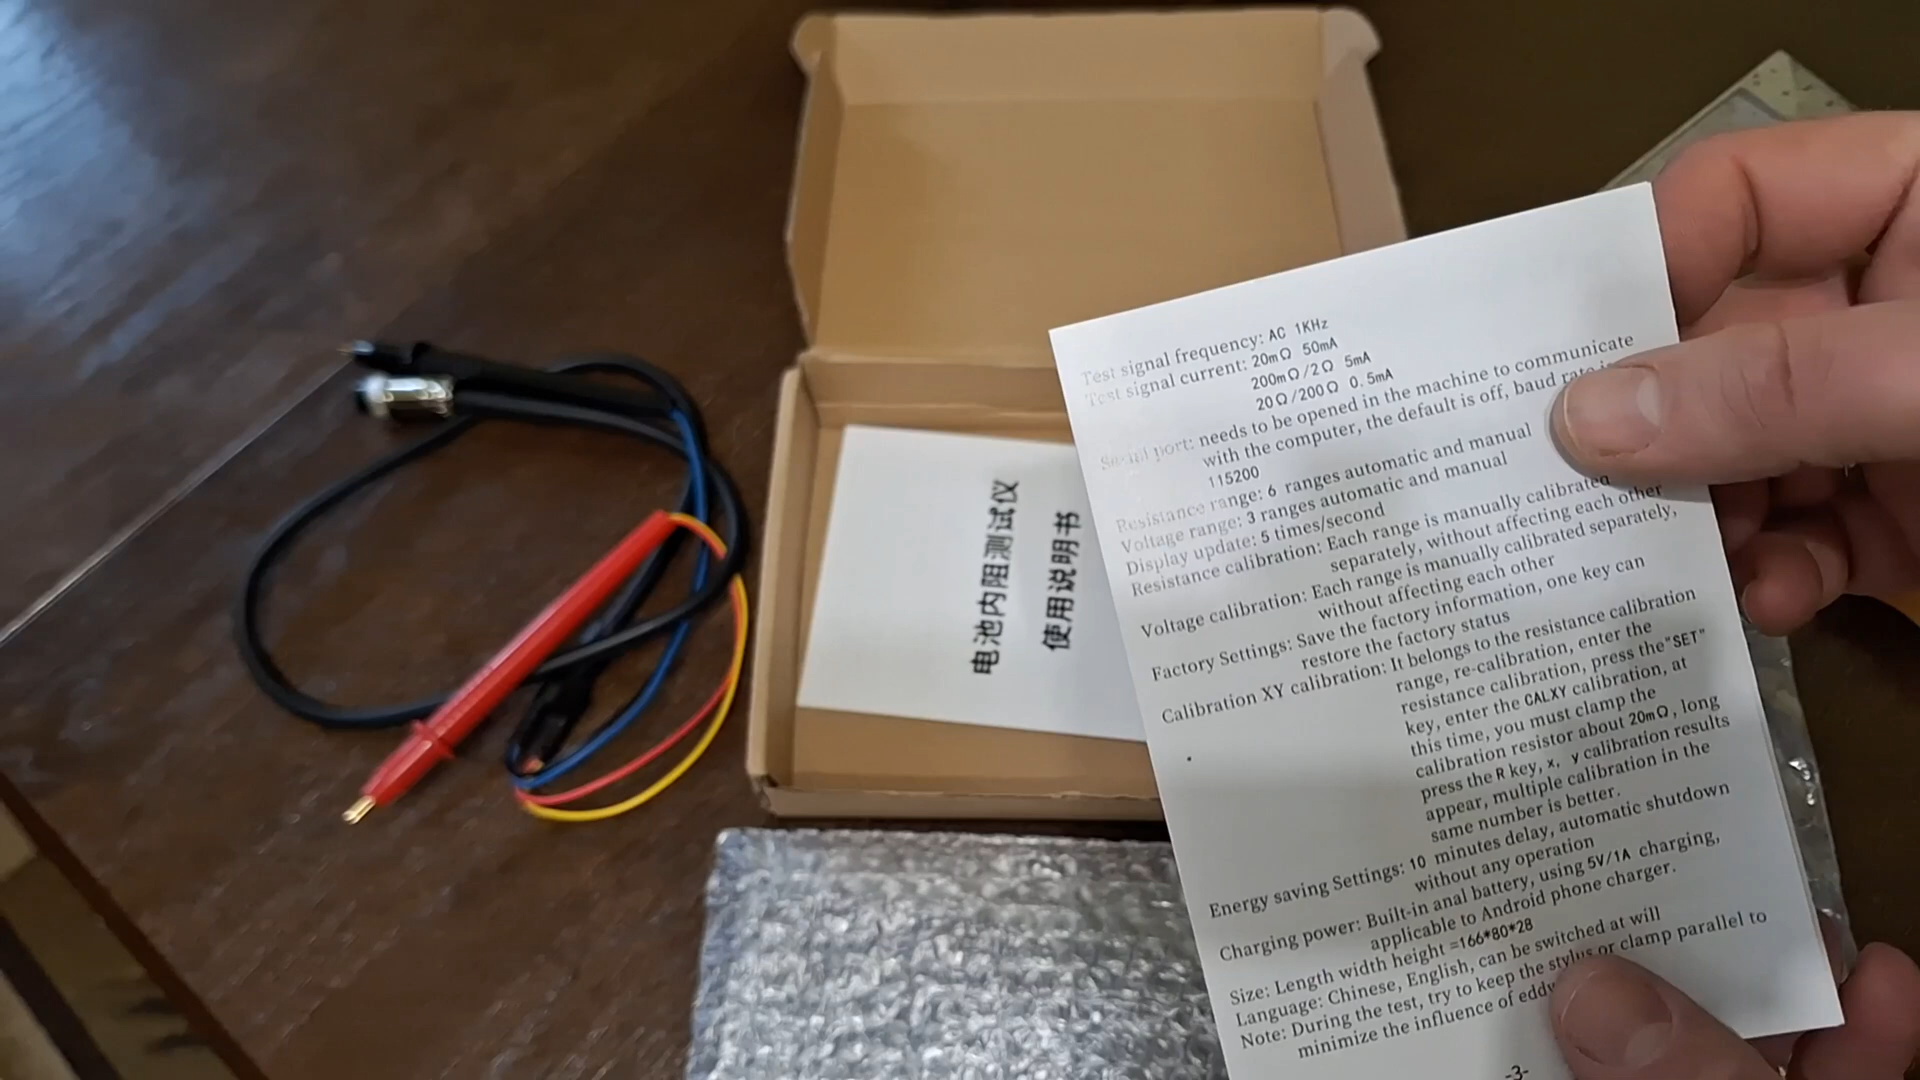 Test signal frequency: AC 1KHz
Test signal current: 20mΩ 50mA
200mΩ/2Ω 5mA
20Ω/200Ω 0.5mA
Serial port: needs to be opened in the machine to communicate
with the computer, the default is off, baud rate
115200
Resistance range: 6 ranges automatic and manual
Voltage range: 3 ranges automatic and manual
Display update: 5 times/second
Resistance calibration: Each range is manually calibrated
separately, without affecting each other
Voltage calibration: Each range is manually calibrated separately,
without affecting each other
Factory Settings: Save the factory information, one key can
restore the factory status
Calibration XY calibration: It belongs to the resistance calibration
range, re-calibration, enter the
resistance calibration, press the"SET"
key, enter the CALXY calibration, at
this time, you must clamp the
calibration resistor about 20mΩ, long
press the R key, x, y calibration results
appear, multiple calibration in the
same number is better.
Energy saving Settings: 10 minutes delay, automatic shutdown
without any operation
Charging power: Built-in anal battery, using 5V/1A charging,
applicable to Android phone charger.
Size: Length width height =166*80*28
Language: Chinese, English, can be switched at will
Note: During the test, try to keep the stylus or clamp parallel to
minimize the influence of eddy
-3-
电池内阻测试仪
使用说明书